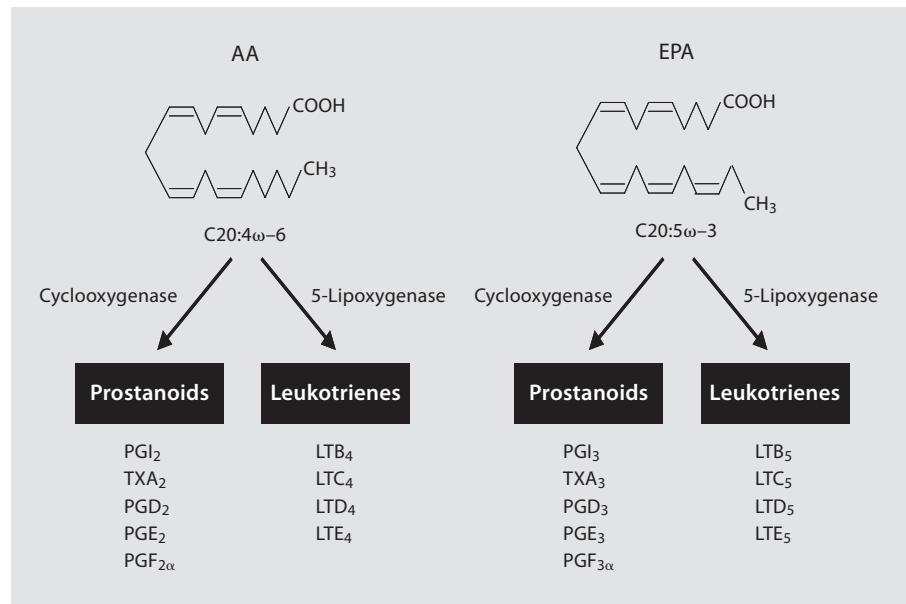 AA
COOH
CH3
C20:4ω–6
Cyclooxygenase
5-Lipoxygenase
Prostanoids
Leukotrienes
PGI2
TXA2
PGD2
PGE2
PGF2α
LTB4
LTC4
LTD4
LTE4
EPA
COOH
CH3
C20:5ω–3
Cyclooxygenase
5-Lipoxygenase
Prostanoids
Leukotrienes
PGI3
TXA3
PGD3
PGE3
PGF3α
LTB5
LTC5
LTD5
LTE5